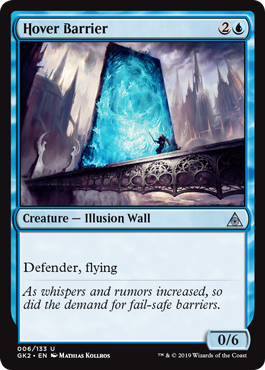 Hover Barrier 2
Creature — Illusion Wall
Defender, flying
As whispers and rumors increased, so
did the demand for fail-safe barriers.
0/6
006/133 U
GK2 • EN Mathias Kollros
™ & © 2019 Wizards of the Coast